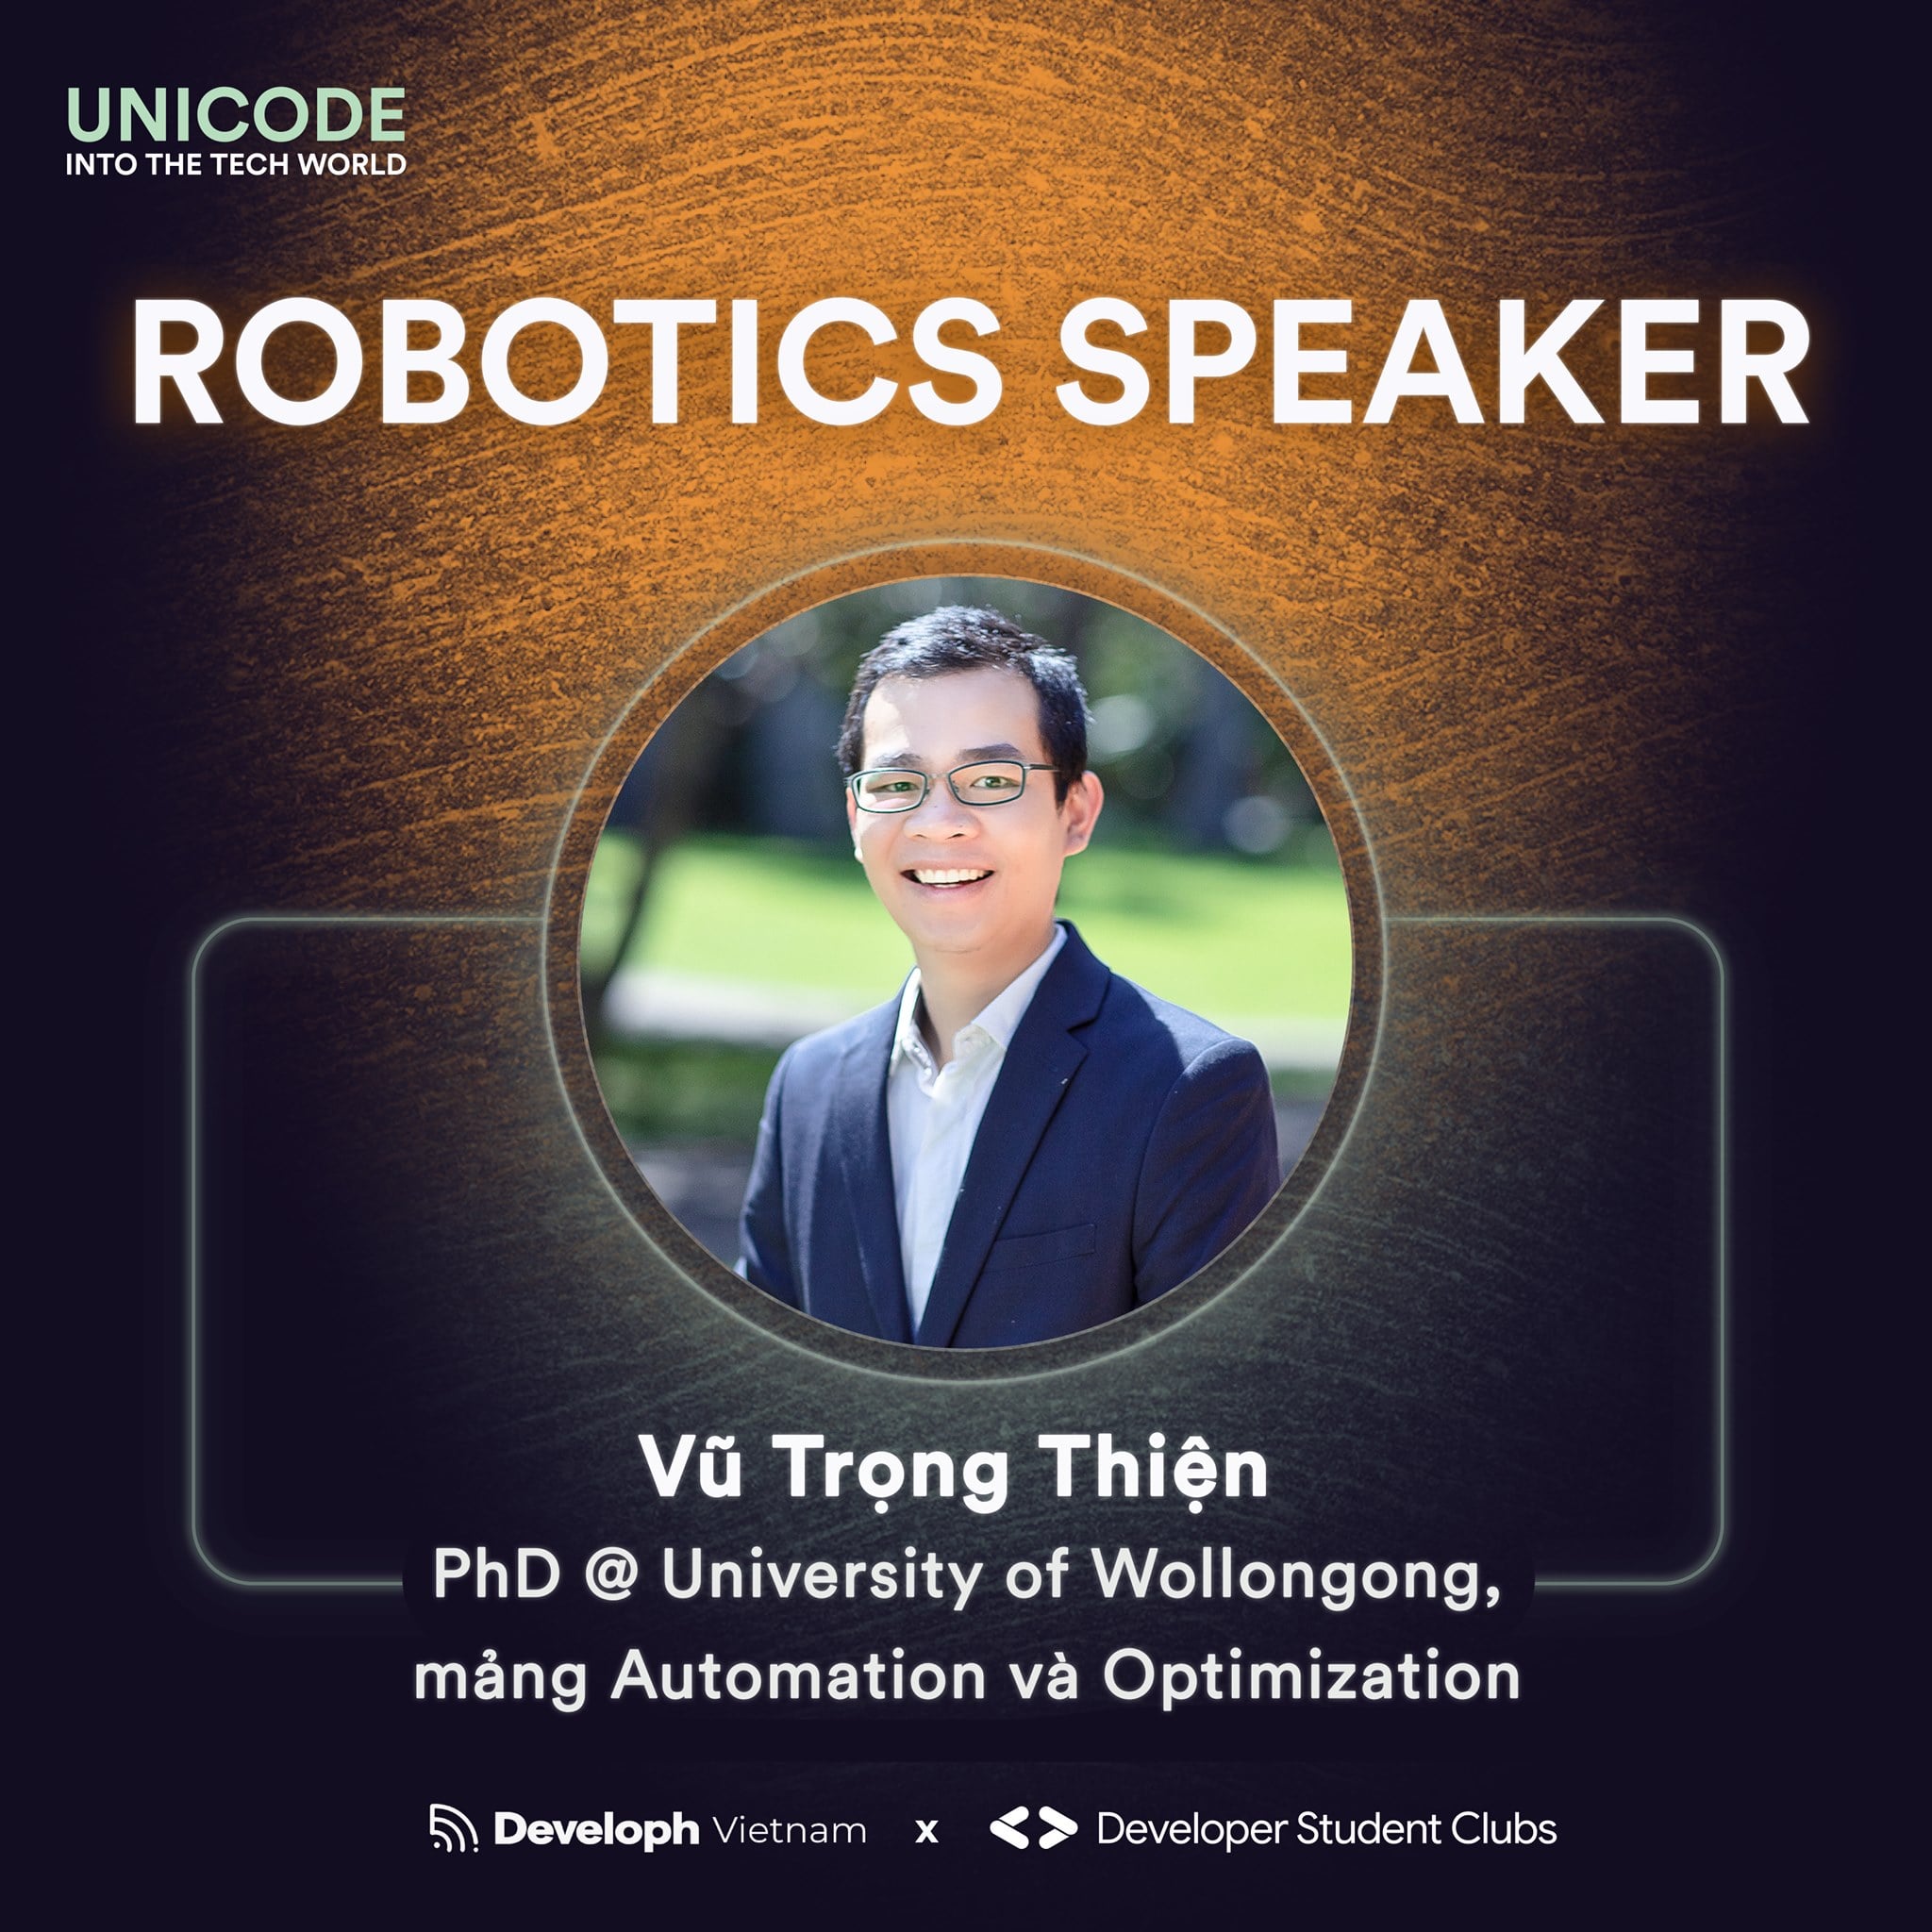 UNICODE
INTO THE TECH WORLD
ROBOTICS SPEAKER
Vũ Trọng Thiện
PhD @ University of Wollongong,
mảng Automation và Optimization
Developh Vietnam x Developer Student Clubs